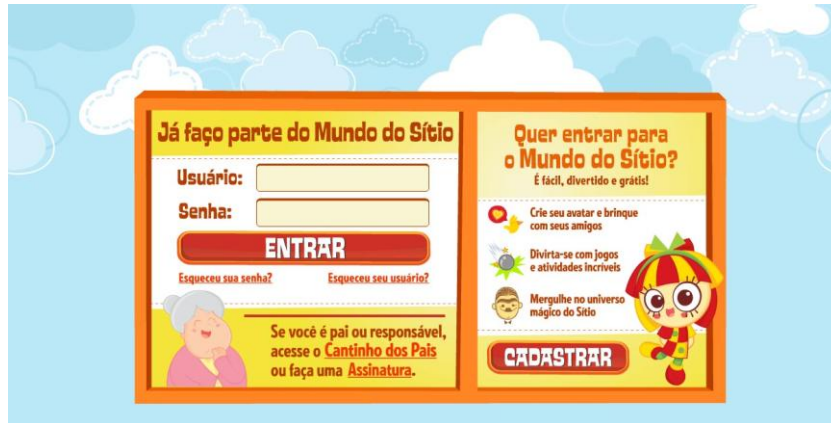 Já faço parte do Mundo do Sítio
Usuário:
Senha:
ENTRAR
Esqueceu sua senha? Esqueceu seu usuário?
Se você é pai ou responsável,
acesse o Cantinho dos Pais
ou faça uma Assinatura.
Quer entrar para
o Mundo do Sítio?
É fácil, divertido e grátis!
Crie seu avatar e brinque
com seus amigos
Divirta-se com jogos
e atividades incríveis
Mergulhe no universo
mágico do Sítio
CADASTRAR